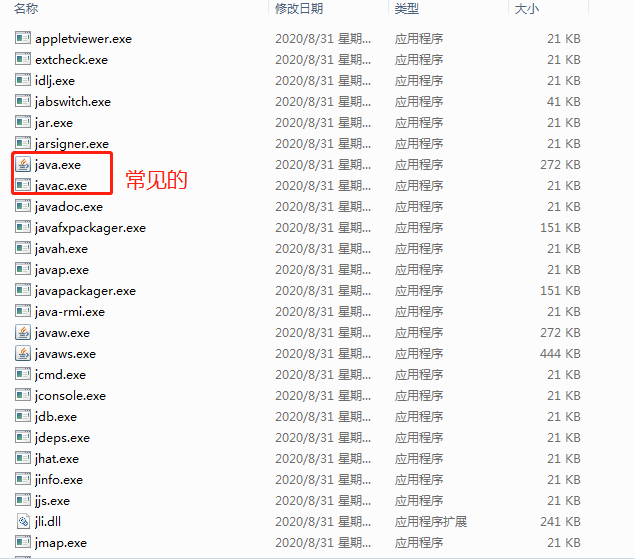 名称 修改日期 类型 大小
appletviewer.exe 2020/8/31 星期... 应用程序 21 KB
extcheck.exe 2020/8/31 星期... 应用程序 21 KB
idlj.exe 2020/8/31 星期... 应用程序 21 KB
jabswitch.exe 2020/8/31 星期... 应用程序 41 KB
jar.exe 2020/8/31 星期... 应用程序 21 KB
jarsigner.exe 2020/8/31 星期... 应用程序 21 KB
java.exe 2020/8/31 星期... 应用程序 272 KB
常见的
javac.exe 2020/8/31 星期... 应用程序 21 KB
javadoc.exe 2020/8/31 星期... 应用程序 21 KB
javafxpackager.exe 2020/8/31 星期... 应用程序 151 KB
javah.exe 2020/8/31 星期... 应用程序 21 KB
javap.exe 2020/8/31 星期... 应用程序 21 KB
javapackager.exe 2020/8/31 星期... 应用程序 151 KB
java-rmi.exe 2020/8/31 星期... 应用程序 21 KB
javaw.exe 2020/8/31 星期... 应用程序 272 KB
javaws.exe 2020/8/31 星期... 应用程序 444 KB
jcmd.exe 2020/8/31 星期... 应用程序 21 KB
jconsole.exe 2020/8/31 星期... 应用程序 21 KB
jdb.exe 2020/8/31 星期... 应用程序 21 KB
jdeps.exe 2020/8/31 星期... 应用程序 21 KB
jhat.exe 2020/8/31 星期... 应用程序 21 KB
jinfo.exe 2020/8/31 星期... 应用程序 21 KB
jjs.exe 2020/8/31 星期... 应用程序 21 KB
jli.dll 2020/8/31 星期... 应用程序扩展 241 KB
jmap.exe 2020/8/31 星期... 应用程序 21 KB